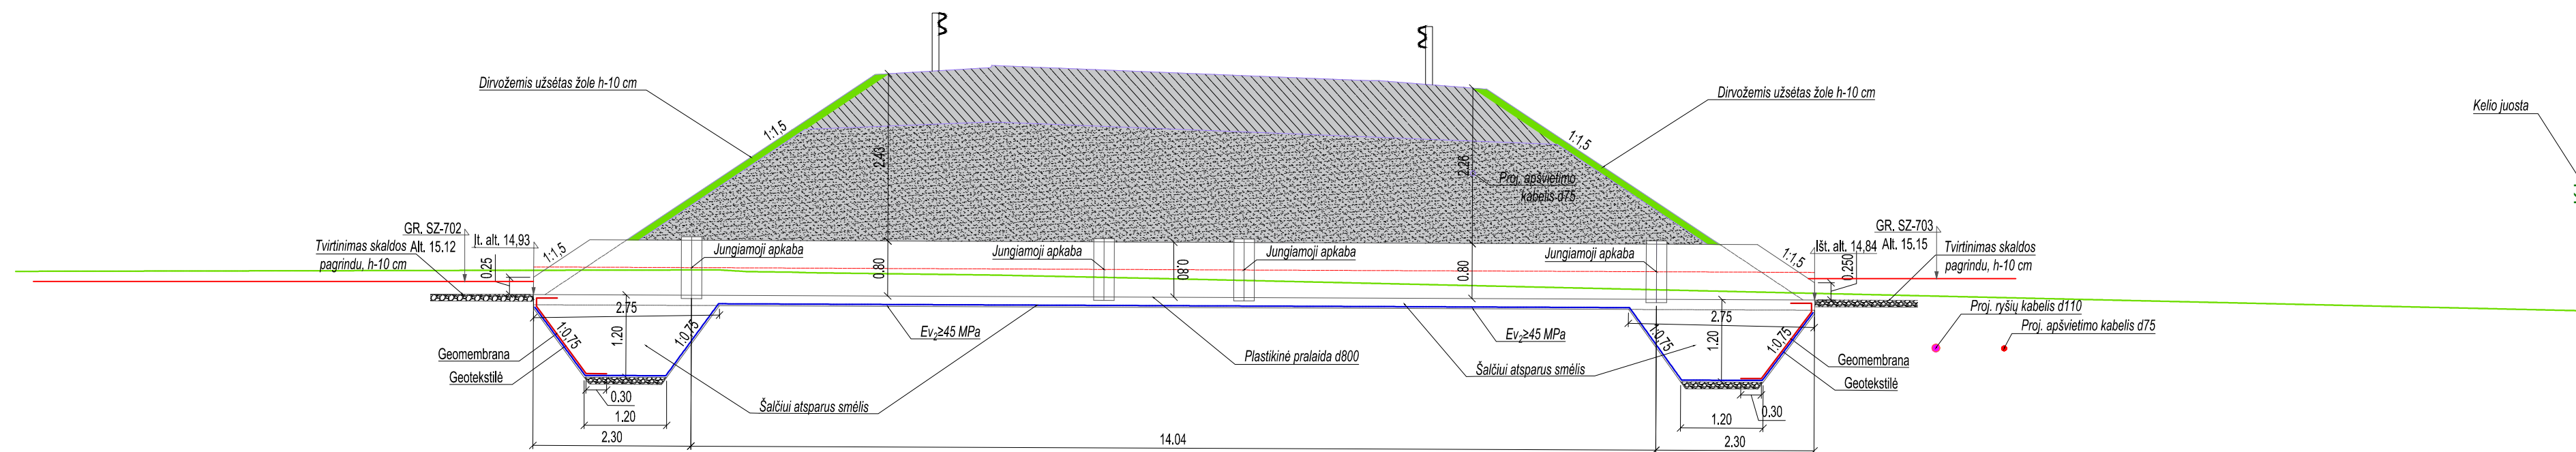 Dirvožemis užsėtas žole h-10 cm
Dirvožemis užsėtas žole h-10 cm
Kelio juosta
1:1,5
1:1,5
2.43
2.26
Proj. apšvietimo
kabelis d75
GR. SZ-702
Alt. 15.12
Tvirtinimas skaldos
pagrindu, h-10 cm
Įt. alt. 14,93
0.25
1:1,5
Jungiamoji apkaba
0.80
Jungiamoji apkaba
0.80
Jungiamoji apkaba
0.80
Jungiamoji apkaba
1:1,5
Išt. alt. 14,84
0.250
GR. SZ-703
Alt. 15.15
Tvirtinimas skaldos
pagrindu, h-10 cm
Proj. ryšių kabelis d110
Proj. apšvietimo kabelis d75
2.75
1:0,75
1.20
1:0,75
Ev2≥45 MPa
Plastikinė pralaida d800
Ev2≥45 MPa
2.75
1:0,75
1.20
1:0,75
Geomembrana
Geotekstilė
Šalčiui atsparus smėlis
Šalčiui atsparus smėlis
Geomembrana
Geotekstilė
0.30
1.20
2.30
14.04
0.30
1.20
2.30